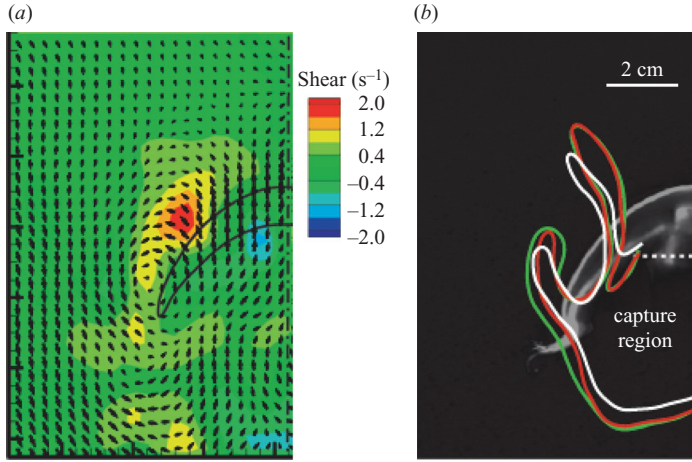 (a)
(b)
Shear (s⁻¹)
2.0
1.2
0.4
−0.4
−1.2
−2.0
2 cm
capture
region